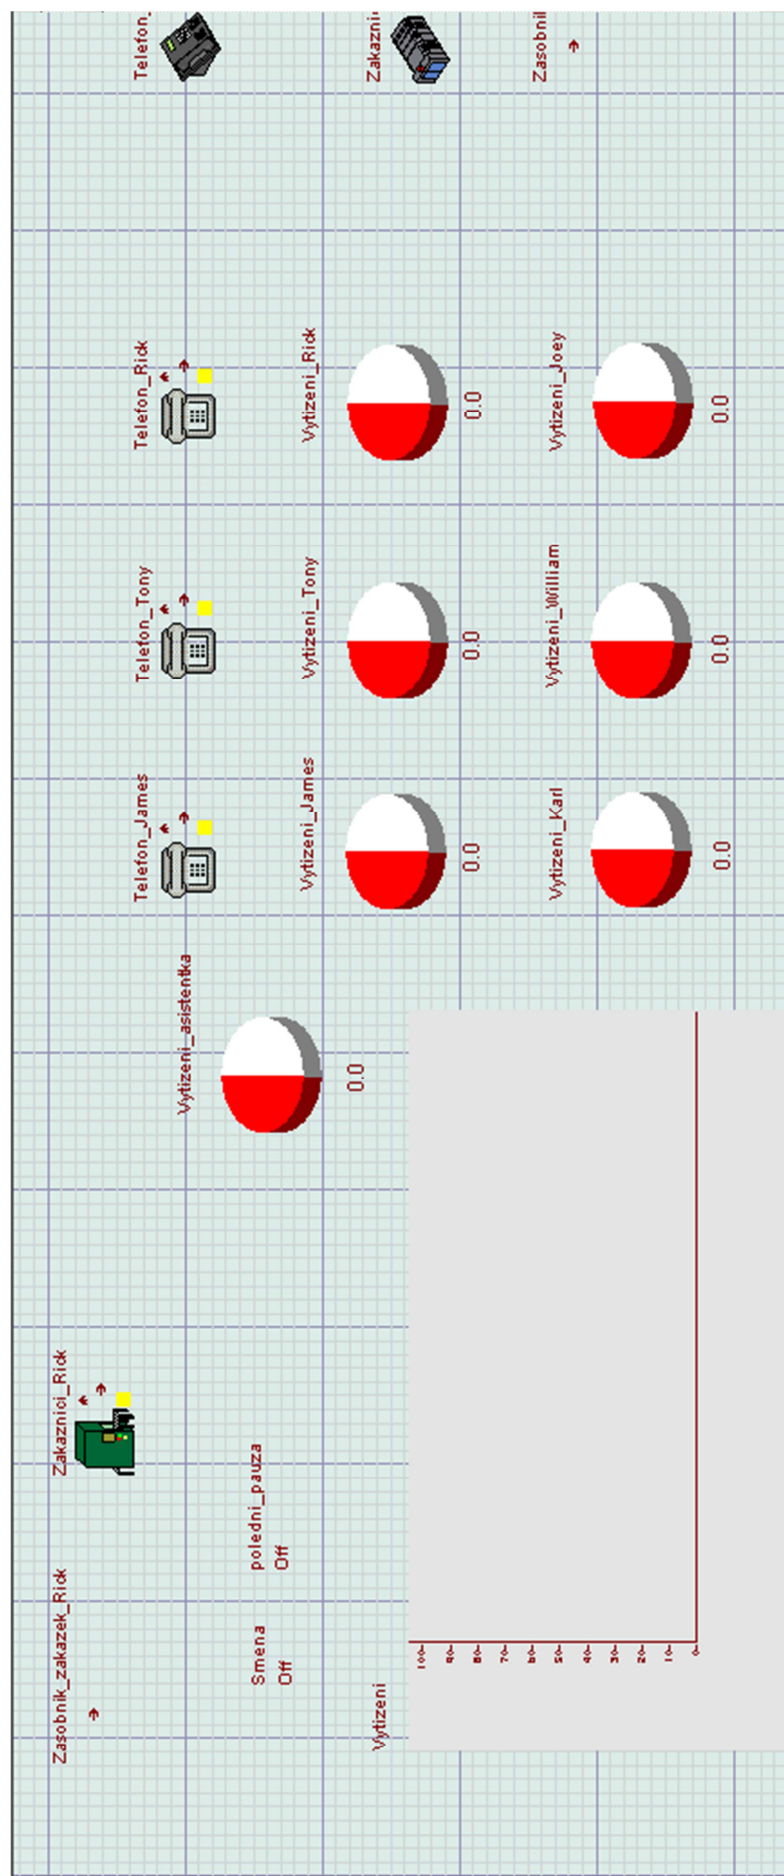 Zasobnik_zakazek_Rick
Zakaznici_Rick
Telefon_James
Telefon_Tony
Telefon_Rick
Telefon_
Vytizeni_asistentka
0.0
Smena
Off
poledni_pauza
Off
Vytizeni_James
0.0
Vytizeni_Tony
0.0
Vytizeni_Rick
0.0
Zakazni
Vytizeni
100
90
80
70
60
50
40
30
20
10
0
Vytizeni_Karl
0.0
Vytizeni_William
0.0
Vytizeni_Joey
0.0
Zasobni